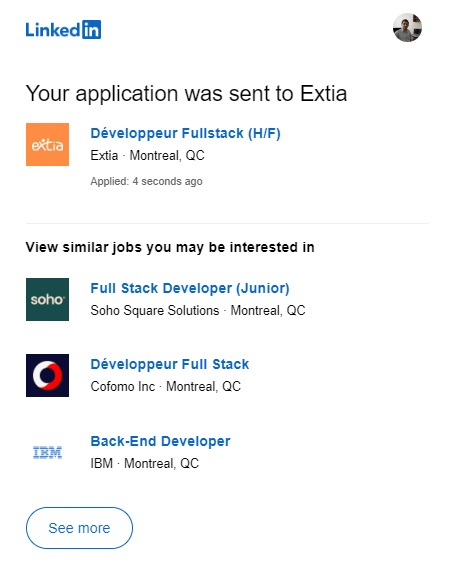 LinkedIn
Your application was sent to Extia
extia
Développeur Fullstack (H/F)
Extia · Montreal, QC
Applied: 4 seconds ago
View similar jobs you may be interested in
soho
Full Stack Developer (Junior)
Soho Square Solutions · Montreal, QC
Développeur Full Stack
Cofomo Inc · Montreal, QC
IBM
Back-End Developer
IBM · Montreal, QC
See more